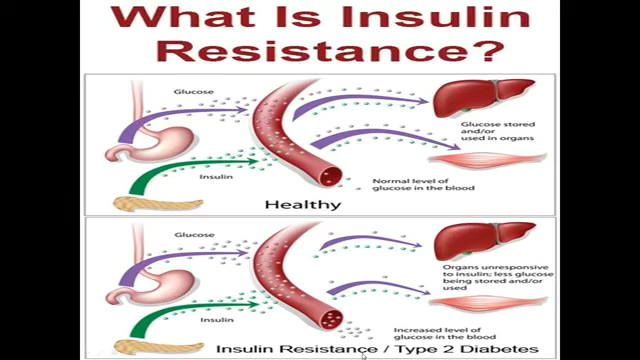 What Is Insulin
Resistance?
Glucose
Insulin
Glucose stored
and/or
used in organs
Normal level of
glucose in the blood
Healthy
Glucose
Insulin
Organs unresponsive
to insulin; less glucose
being stored and/or
used
Increased level of
glucose in the blood
Insulin Resistance / Type 2 Diabetes